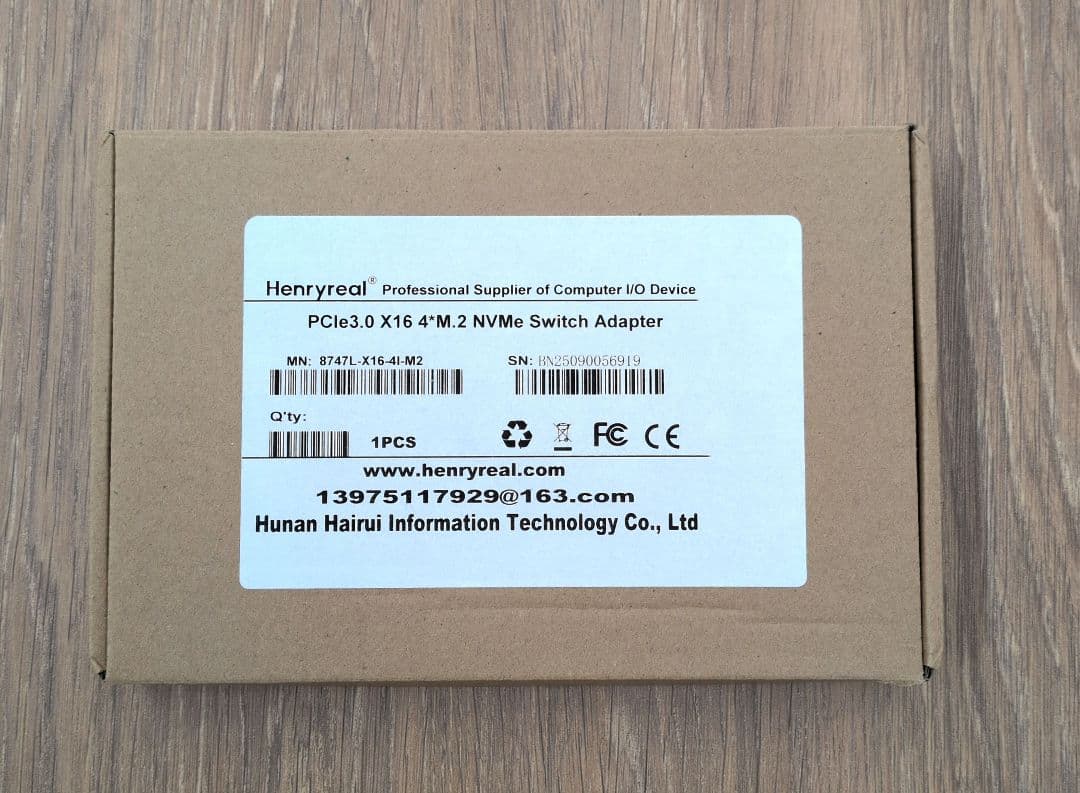 Henryreal® Professional Supplier of Computer I/O Device
PCIe3.0 X16 4*M.2 NVMe Switch Adapter
MN: 8747L-X16-4I-M2 SN: BN25090056919
Q'ty:
1PCS FC CE
www.henryreal.com
13975117929@163.com
Hunan Hairui Information Technology Co., Ltd